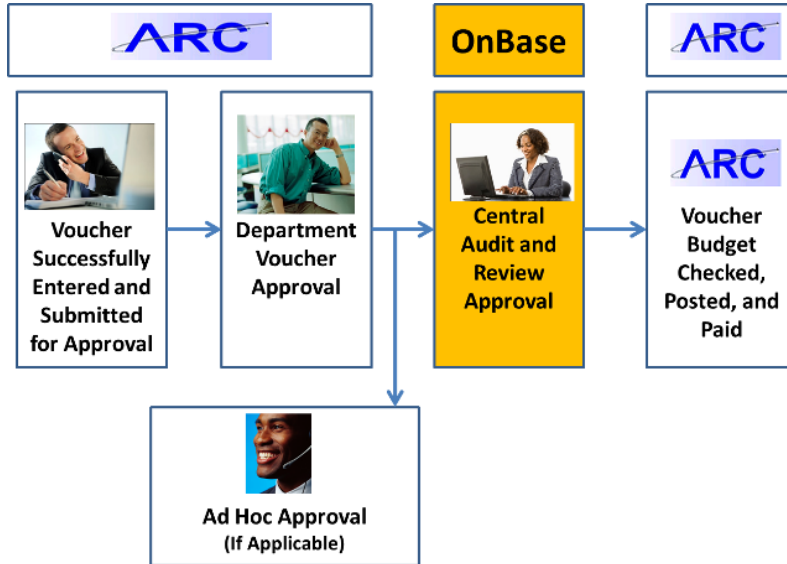 ARC
OnBase
ARC
Voucher
Successfully
Entered and
Submitted
for Approval
Department
Voucher
Approval
Central
Audit and
Review
Approval
ARC
Voucher
Budget
Checked,
Posted, and
Paid
Ad Hoc Approval
(If Applicable)